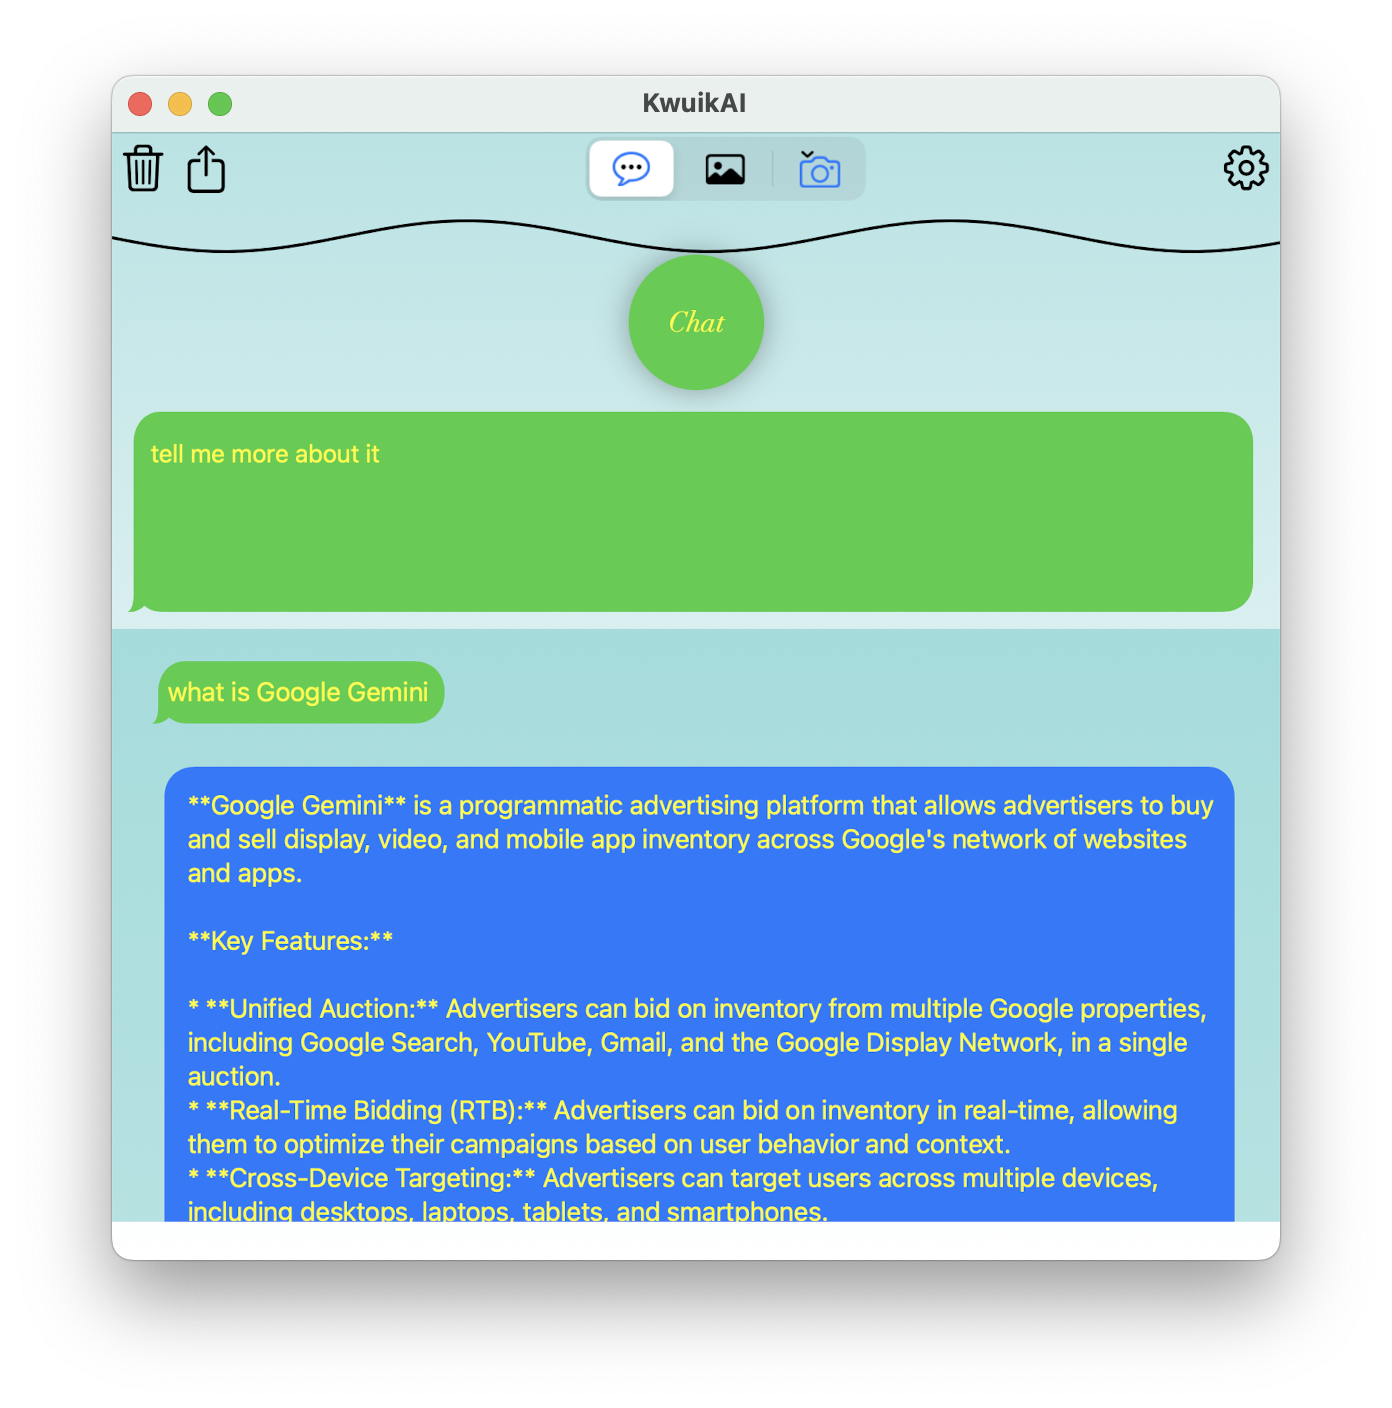 KwuikAI
Chat
tell me more about it
what is Google Gemini
**Google Gemini** is a programmatic advertising platform that allows advertisers to buy
and sell display, video, and mobile app inventory across Google's network of websites
and apps.
**Key Features:**
* **Unified Auction:** Advertisers can bid on inventory from multiple Google properties,
including Google Search, YouTube, Gmail, and the Google Display Network, in a single
auction.
* **Real-Time Bidding (RTB):** Advertisers can bid on inventory in real-time, allowing
them to optimize their campaigns based on user behavior and context.
* **Cross-Device Targeting:** Advertisers can target users across multiple devices,
including desktops, laptops, tablets, and smartphones.